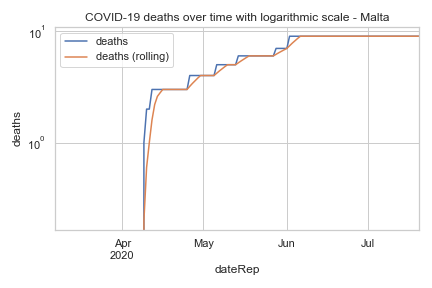 COVID-19 deaths over time with logarithmic scale - Malta
10¹
deaths
deaths (rolling)
10⁰
deaths
Apr
2020
May
Jun
Jul
dateRep